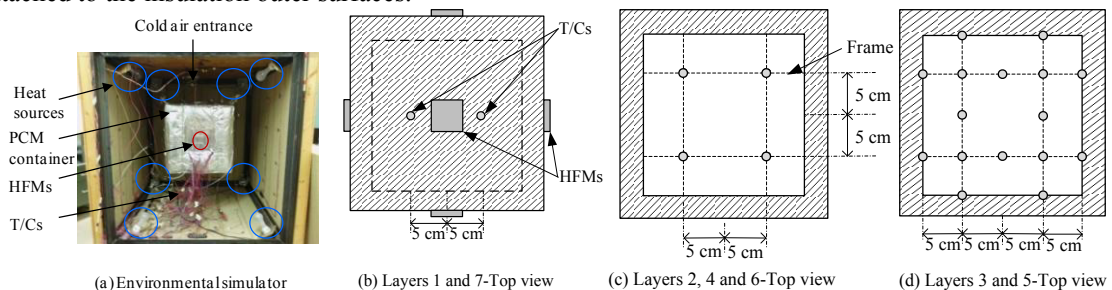 attached to the insulation outer surfaces.
Cold air entrance
Heat
sources
PCM
container
HFMs
T/Cs
(a) Environmental simulator
T/Cs
HFMs
5 cm 5 cm
(b) Layers 1 and 7-Top view
Frame
5 cm
5 cm
5 cm 5 cm
(c) Layers 2, 4 and 6-Top view
5 cm 5 cm 5 cm 5 cm
(d) Layers 3 and 5-Top view